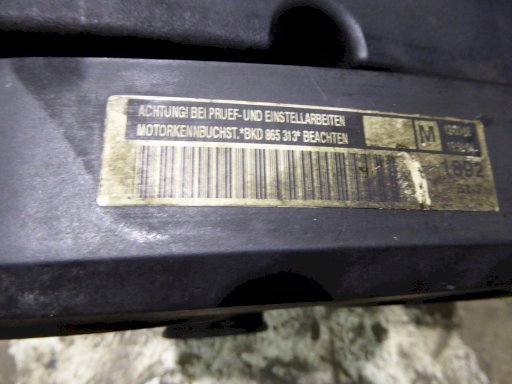 ACHTUNG! BEI PRUEF- UND EINSTELLARBEITEN
MOTORKENNBUCHST.*BKD 865 313* BEACHTEN
M
1892